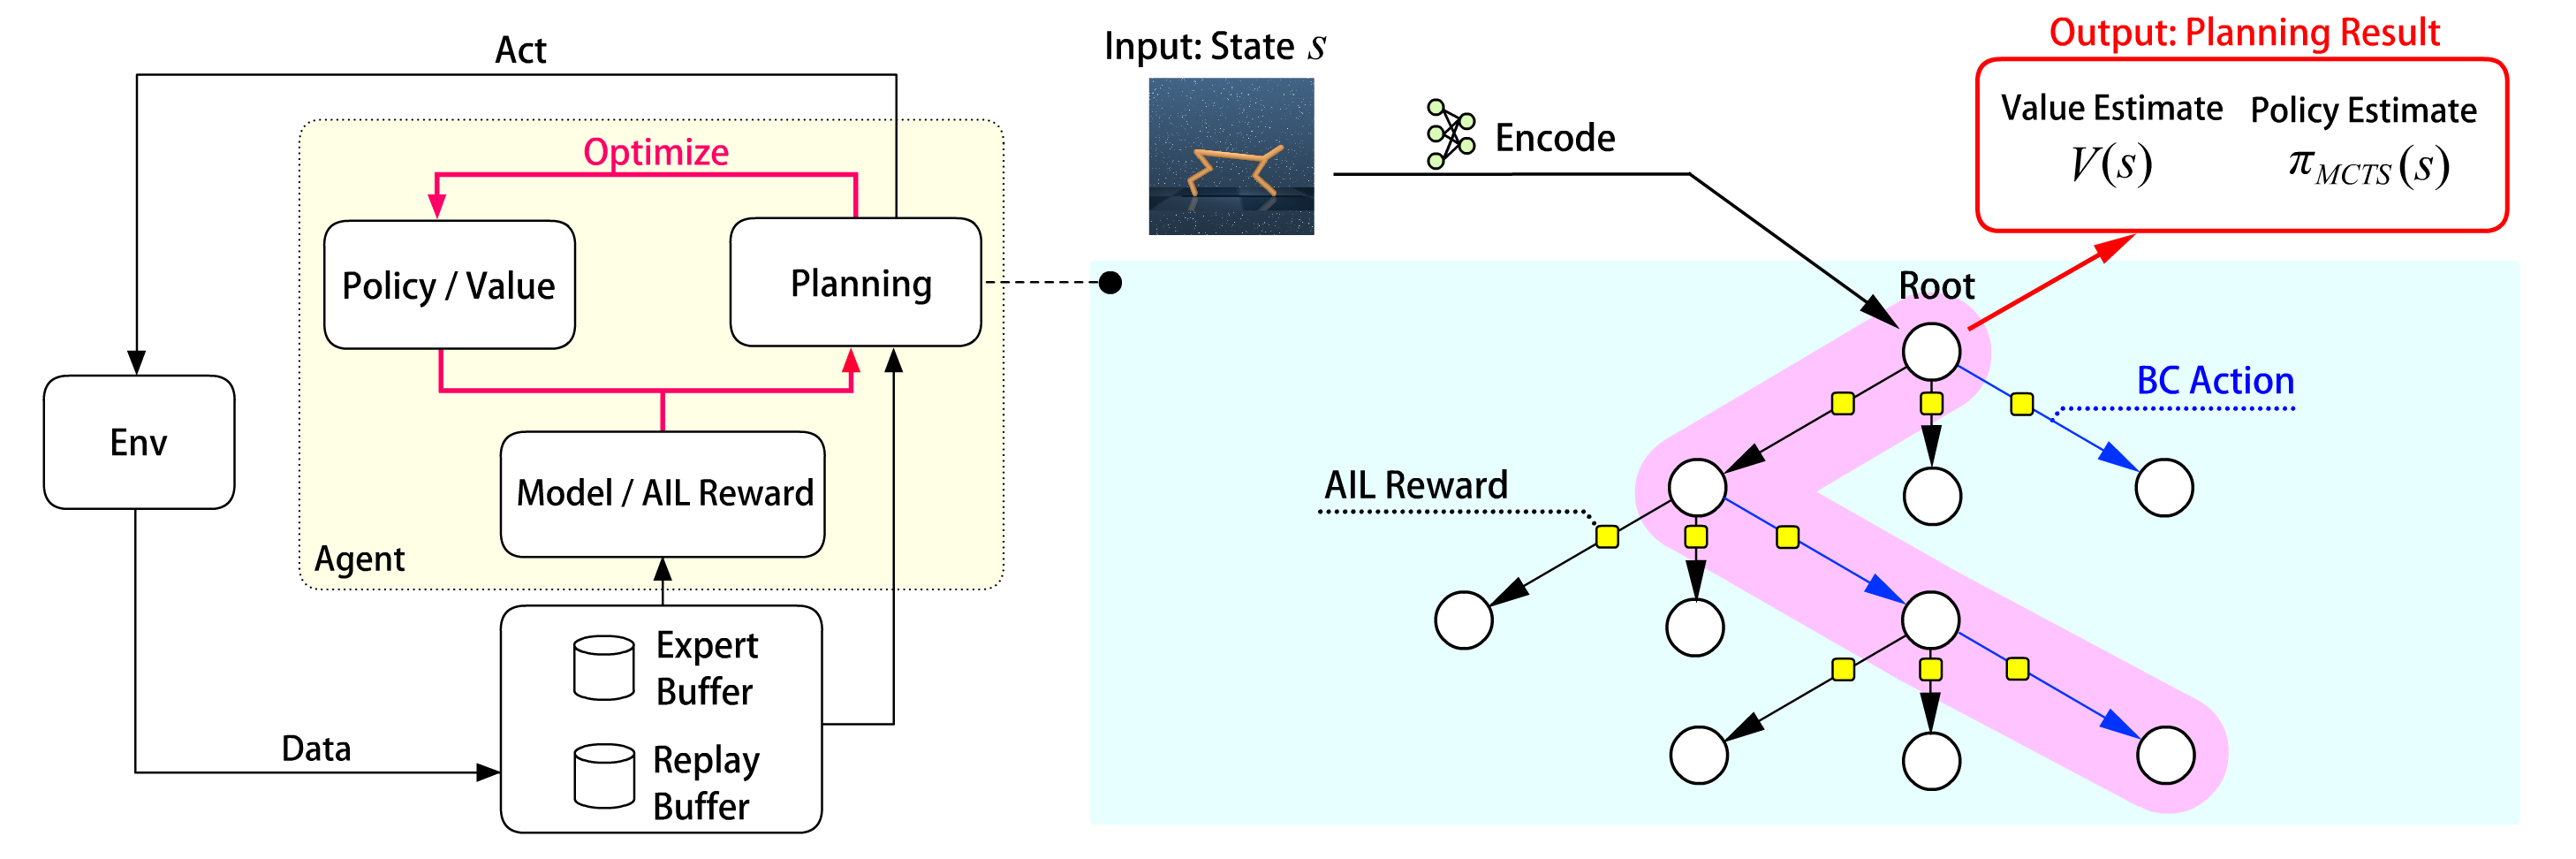 Act
Optimize
Policy / Value
Planning
Env
Model / AIL Reward
Agent
Expert
Buffer
Replay
Buffer
Data
Input: State s
Encode
Output: Planning Result
Value Estimate
V(s)
Policy Estimate
π_{MCTS}(s)
Root
BC Action
AIL Reward